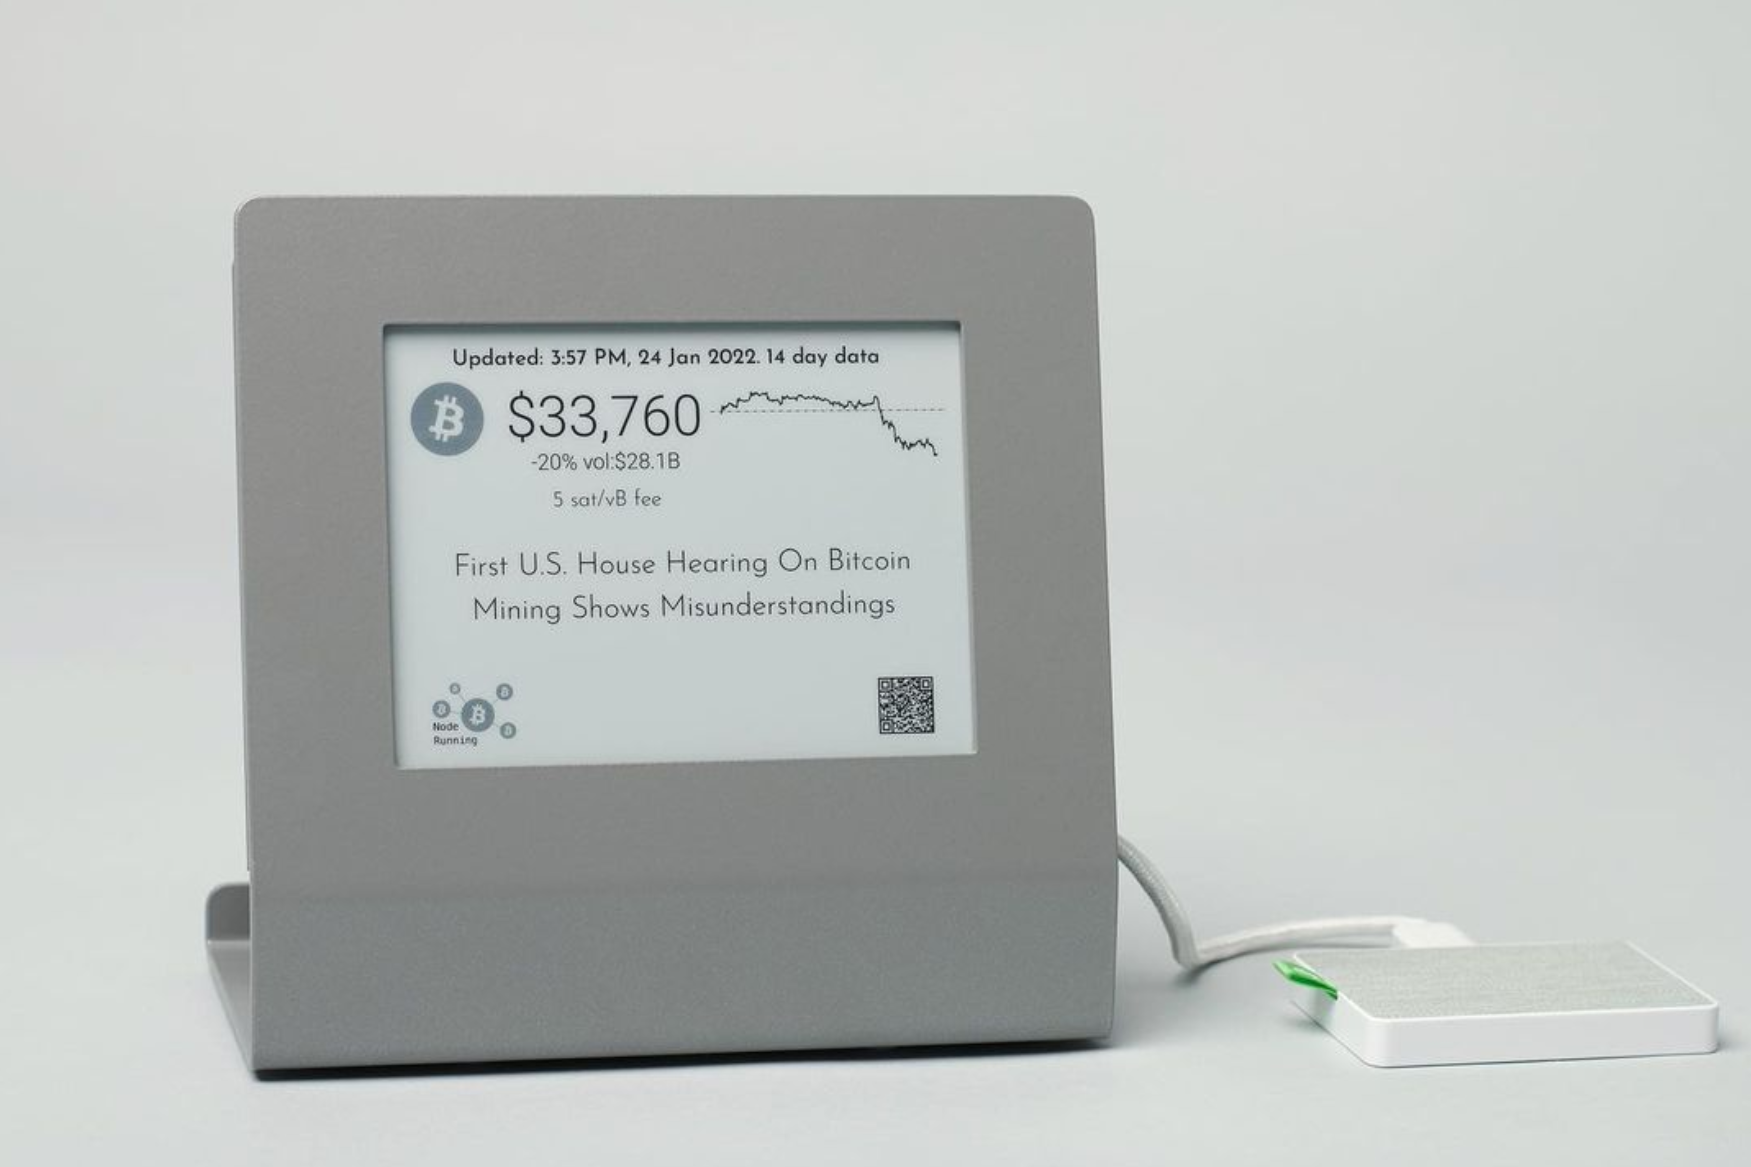 Updated: 3:57 PM, 24 Jan 2022. 14 day data
$33,760
-20% vol:$28.1B
5 sat/vB fee
First U.S. House Hearing On Bitcoin
Mining Shows Misunderstandings
Node
Running